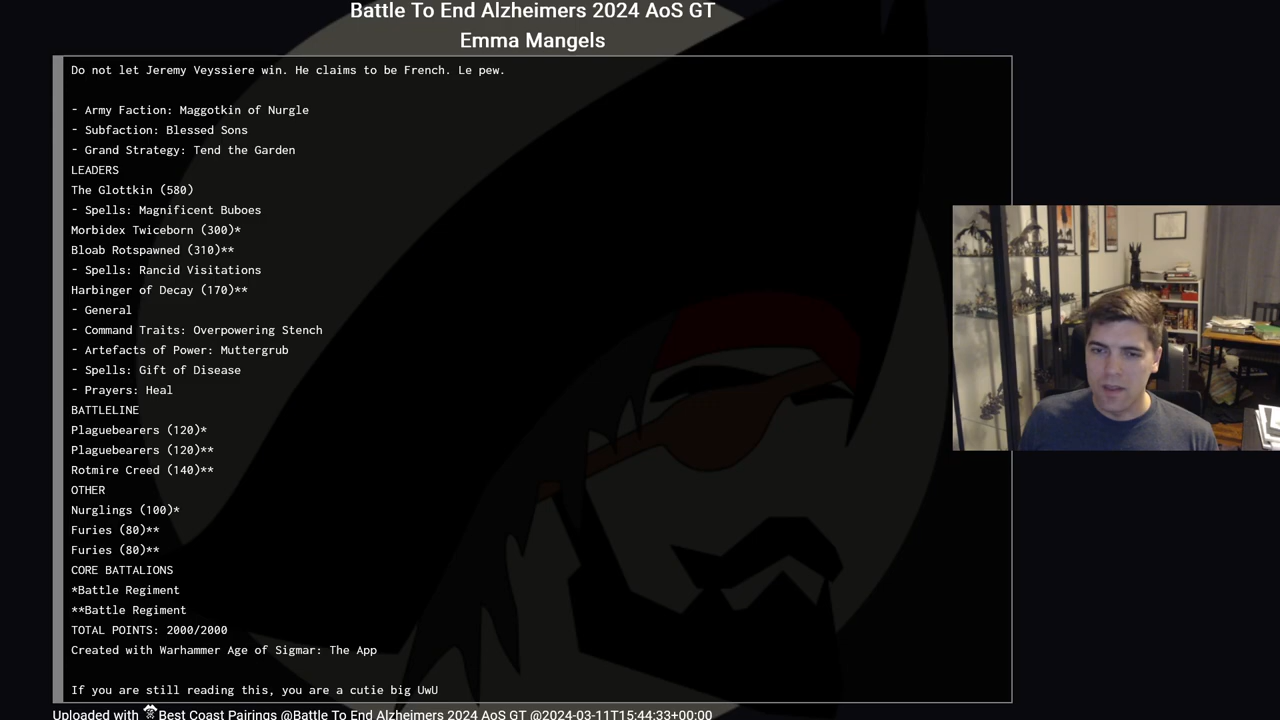 Battle To End Alzheimers 2024 AoS GT
Emma Mangels
Do not let Jeremy Veyssiere win. He claims to be French. Le pew.
- Army Faction: Maggotkin of Nurgle
- Subfaction: Blessed Sons
- Grand Strategy: Tend the Garden
LEADERS
The Glottkin (580)
- Spells: Magnificent Buboes
Morbidex Twiceborn (300)*
Bloab Rotspawned (310)**
- Spells: Rancid Visitations
Harbinger of Decay (170)**
- General
- Command Traits: Overpowering Stench
- Artefacts of Power: Muttergrub
- Spells: Gift of Disease
- Prayers: Heal
BATTLELINE
Plaguebearers (120)*
Plaguebearers (120)**
Rotmire Creed (140)**
OTHER
Nurglings (100)*
Furies (80)**
Furies (80)**
CORE BATTALIONS
*Battle Regiment
**Battle Regiment
TOTAL POINTS: 2000/2000
Created with Warhammer Age of Sigmar: The App
If you are still reading this, you are a cutie big UwU
Uploaded with Best Coast Pairings @Battle To End Alzheimers 2024 AoS GT @2024-03-11T15:44:33+00:00